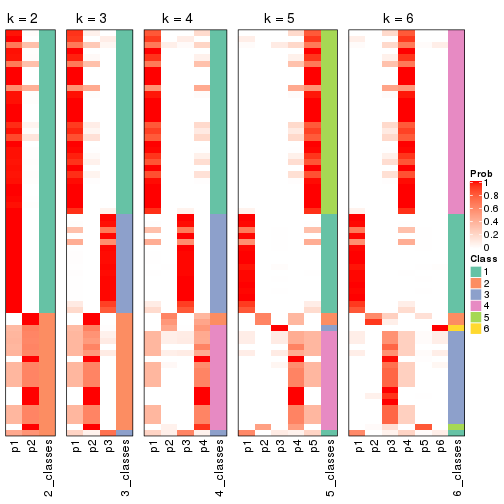 k = 2
k = 3
k = 4
k = 5
k = 6
Prob
1
0.8
0.6
0.4
0.2
0
Class
1
2
3
4
5
6
p1
p2
2_classes
p1
p2
p3
3_classes
p1
p2
p3
p4
4_classes
p1
p2
p3
p4
p5
5_classes
p1
p2
p3
p4
p5
p6
6_classes